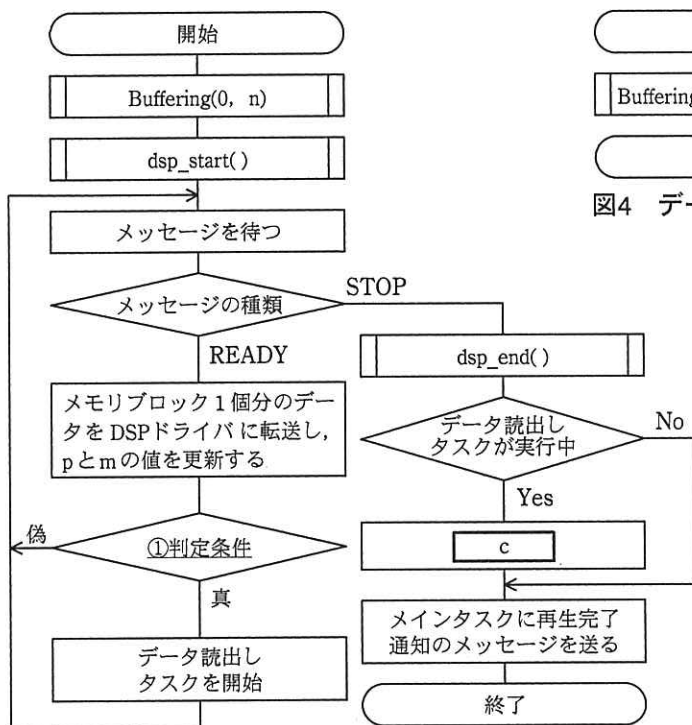 開始
Buffering(0, n)
dsp_start()
メッセージを待つ
メッセージの種類
STOP
READY
メモリブロック1個分のデー
タをDSPドライバに転送し,
pとmの値を更新する
偽
①判定条件
真
データ読出し
タスクを開始
dsp_end()
データ読出し
タスクが実行中
No
Yes
c
メインタスクに再生完了
通知のメッセージを送る
終了
Buffering
図4 デー